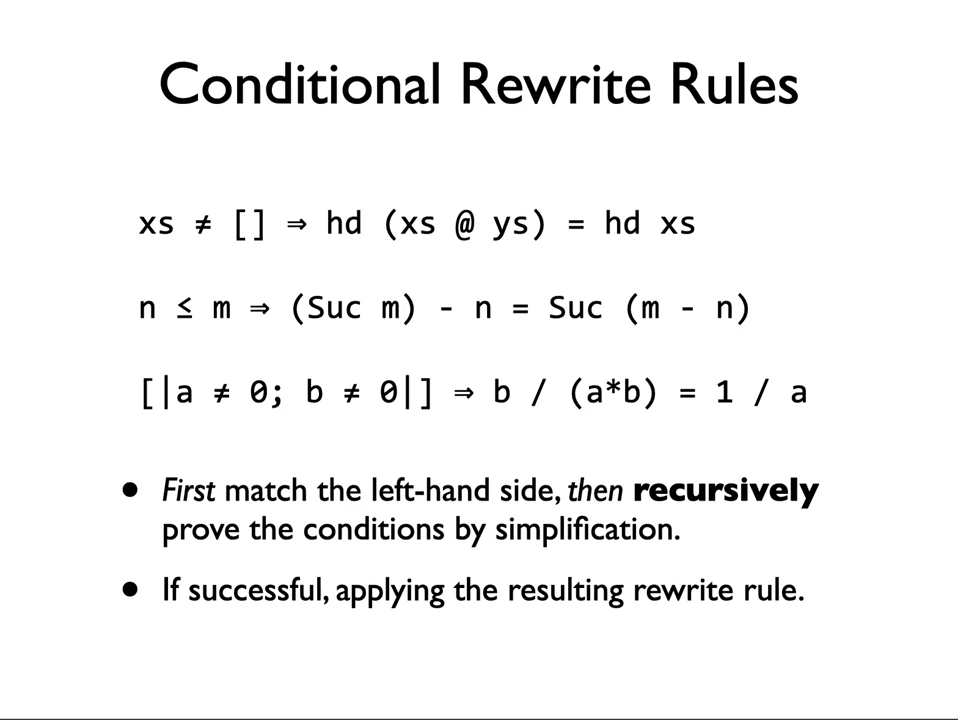 Conditional Rewrite Rules
xs ≠ [] ⇒ hd (xs @ ys) = hd xs
n ≤ m ⇒ (Suc m) - n = Suc (m - n)
[|a ≠ 0; b ≠ 0|] ⇒ b / (a*b) = 1 / a
• First match the left-hand side, then recursively
prove the conditions by simplification.
• If successful, applying the resulting rewrite rule.